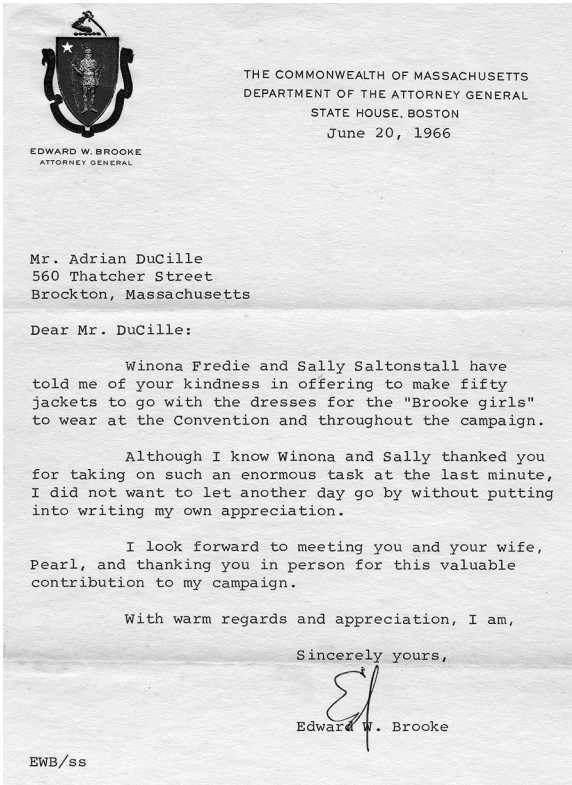 THE COMMONWEALTH OF MASSACHUSETTS
DEPARTMENT OF THE ATTORNEY GENERAL
STATE HOUSE, BOSTON
June 20, 1966
EDWARD W. BROOKE
ATTORNEY GENERAL
Mr. Adrian DuCille
560 Thatcher Street
Brockton, Massachusetts
Dear Mr. DuCille:
Winona Fredie and Sally Saltonstall have
told me of your kindness in offering to make fifty
jackets to go with the dresses for the "Brooke girls"
to wear at the Convention and throughout the campaign.
Although I know Winona and Sally thanked you
for taking on such an enormous task at the last minute,
I did not want to let another day go by without putting
into writing my own appreciation.
I look forward to meeting you and your wife,
Pearl, and thanking you in person for this valuable
contribution to my campaign.
With warm regards and appreciation, I am,
Sincerely yours,
Ed
Edward W. Brooke
EWB/ss